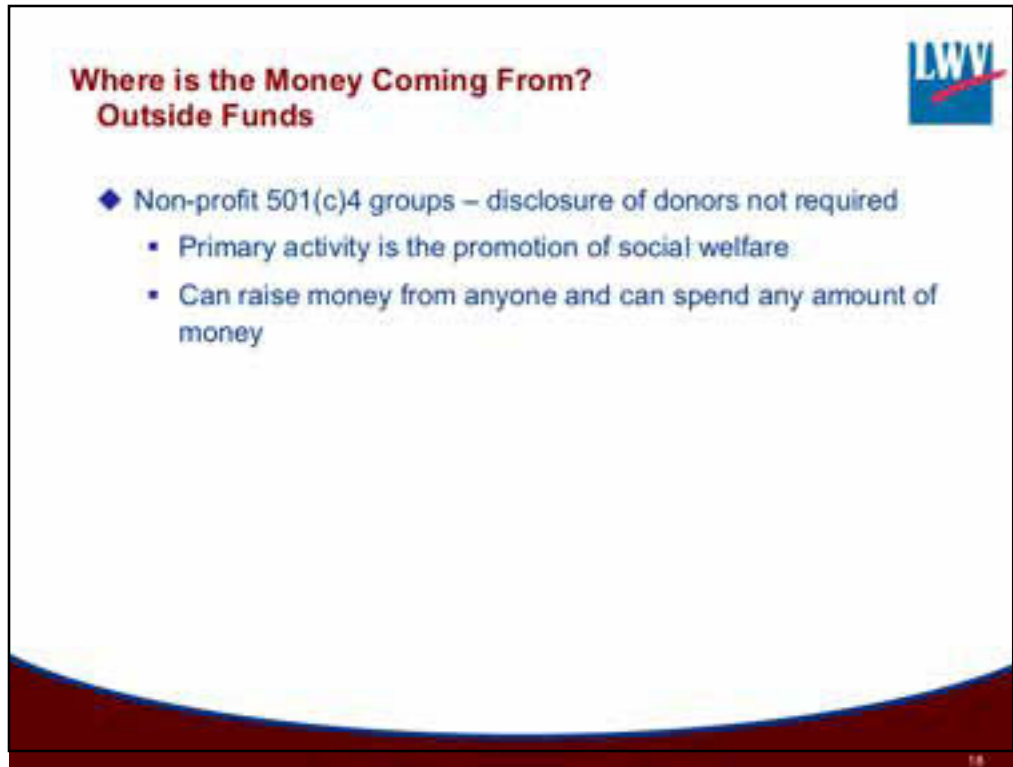 LWV
Where is the Money Coming From?
Outside Funds
◆ Non-profit 501(c)4 groups – disclosure of donors not required
▪ Primary activity is the promotion of social welfare
▪ Can raise money from anyone and can spend any amount of
money
18